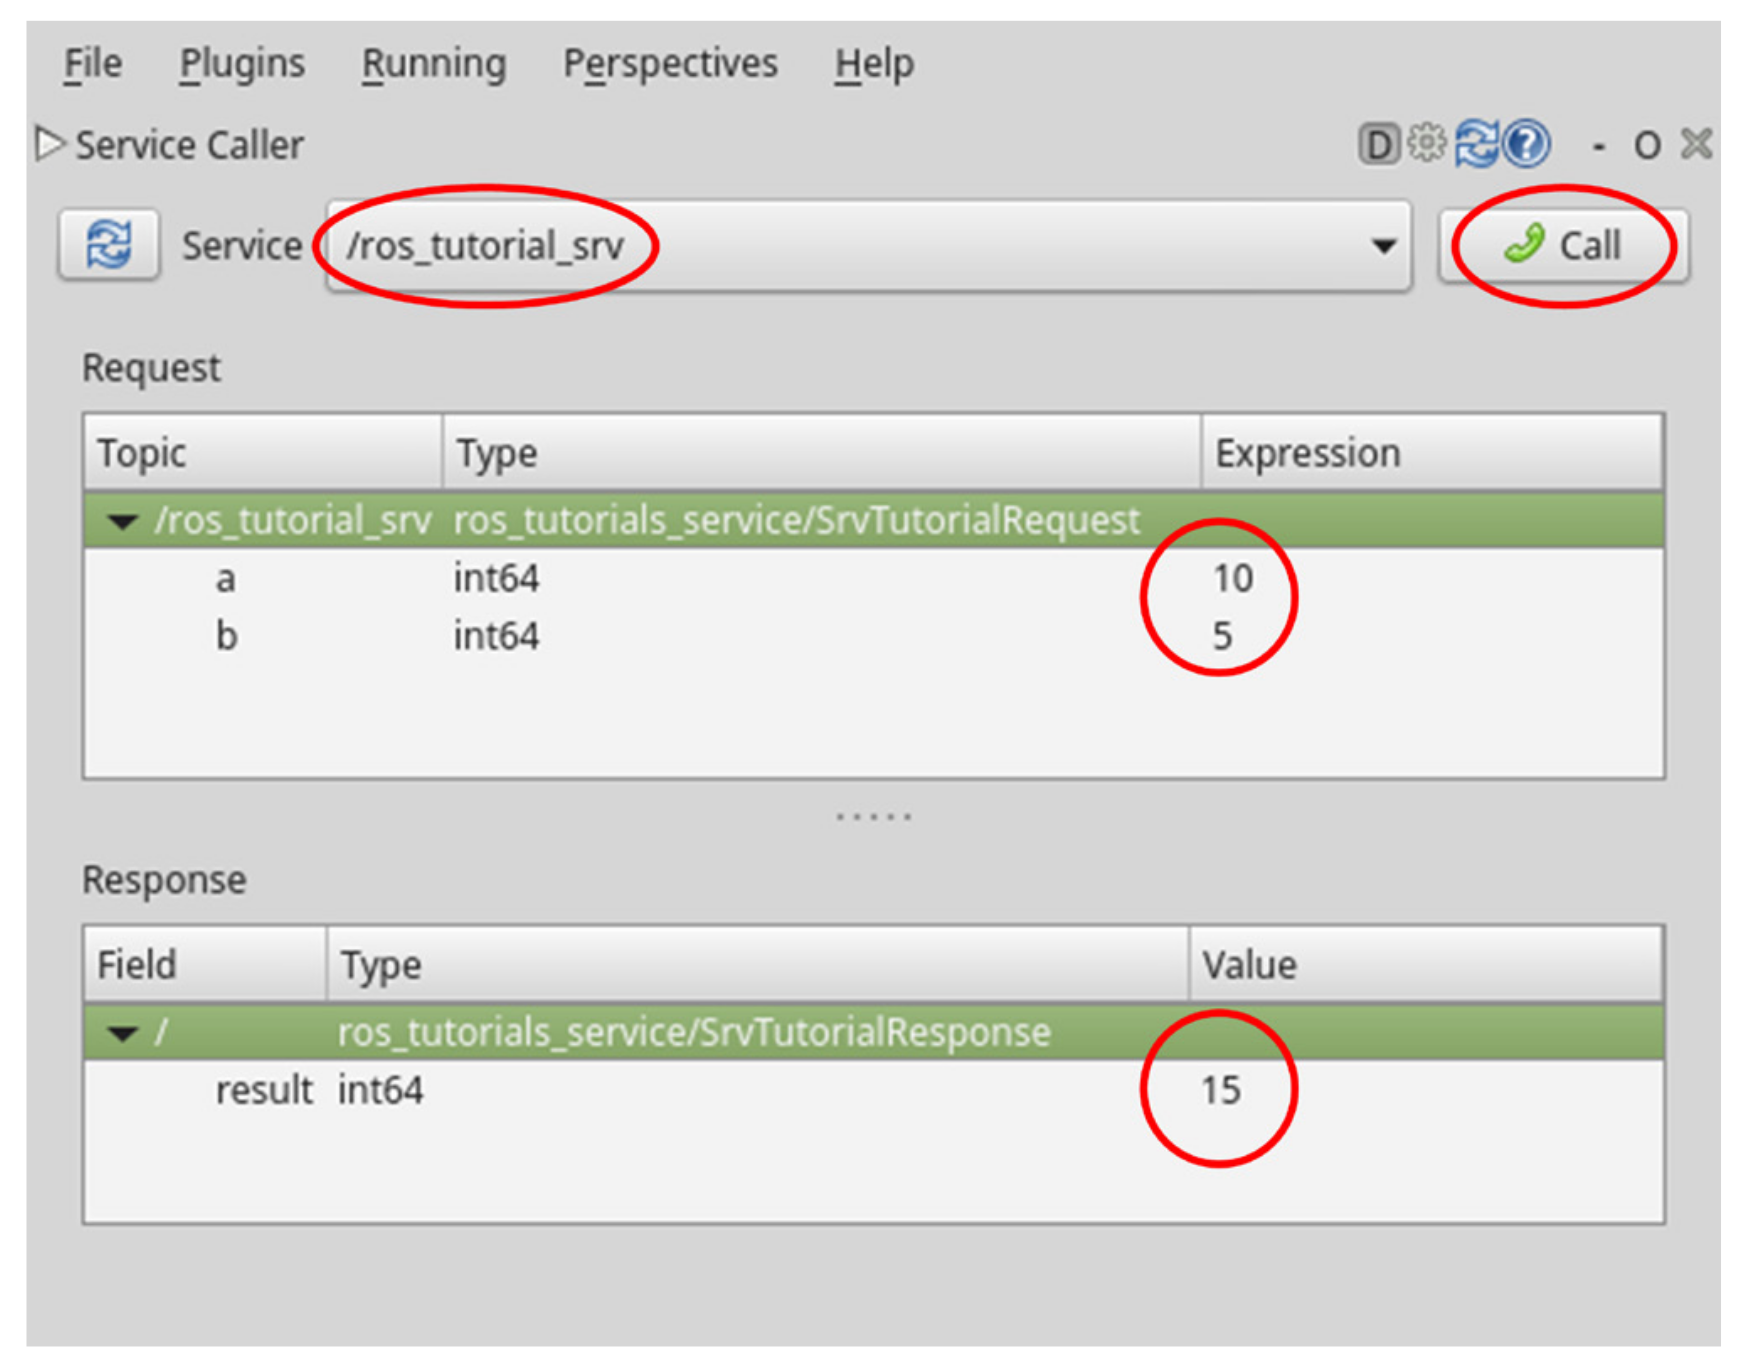 File Plugins Running Perspectives Help
Service Caller D ? - O
Service /ros_tutorial_srv Call
Request
Topic Type Expression
/ros_tutorial_srv ros_tutorials_service/SrvTutorialRequest
a int64 10
b int64 5
Response
Field Type Value
/ ros_tutorials_service/SrvTutorialResponse
result int64 15